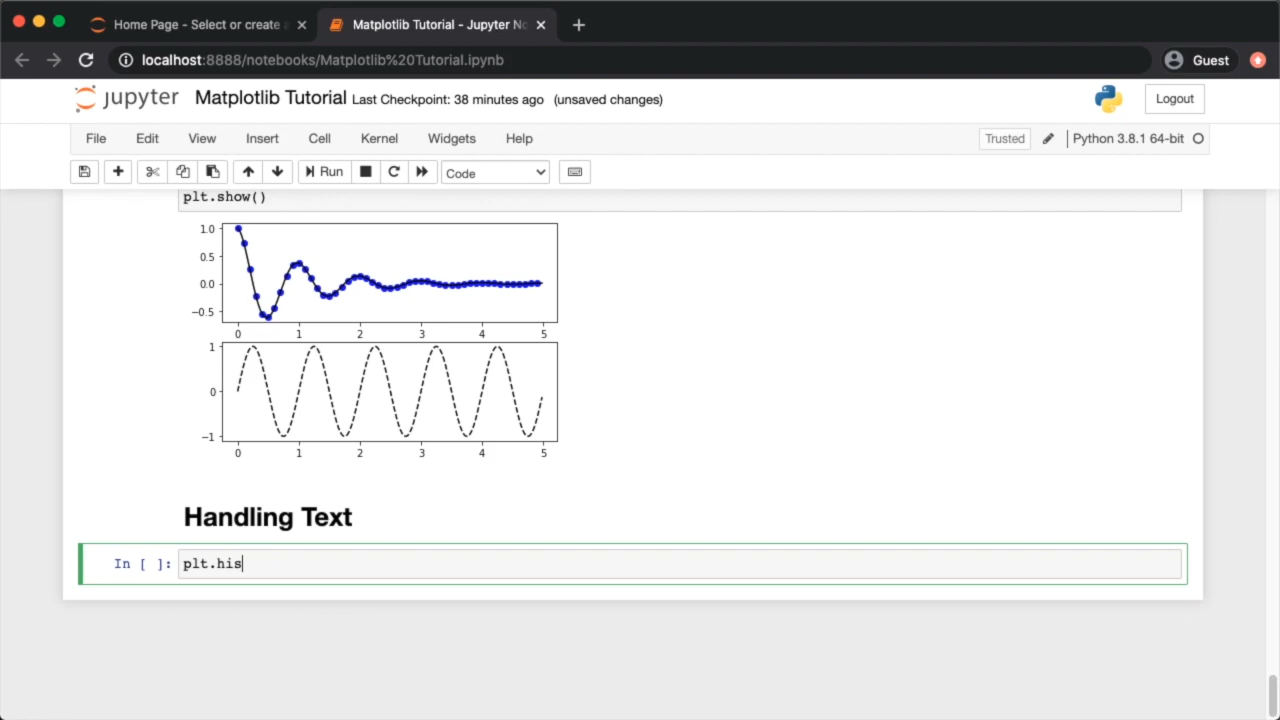 Home Page - Select or create a
Matplotlib Tutorial - Jupyter No
localhost:8888/notebooks/Matplotlib%20Tutorial.ipynb
Guest
jupyter Matplotlib Tutorial Last Checkpoint: 38 minutes ago (unsaved changes)
Logout
File Edit View Insert Cell Kernel Widgets Help
Trusted Python 3.8.1 64-bit
Run Code
plt.show()
1.0
0.5
0.0
−0.5
0 1 2 3 4 5
1
0
−1
0 1 2 3 4 5
Handling Text
In [ ]: plt.his